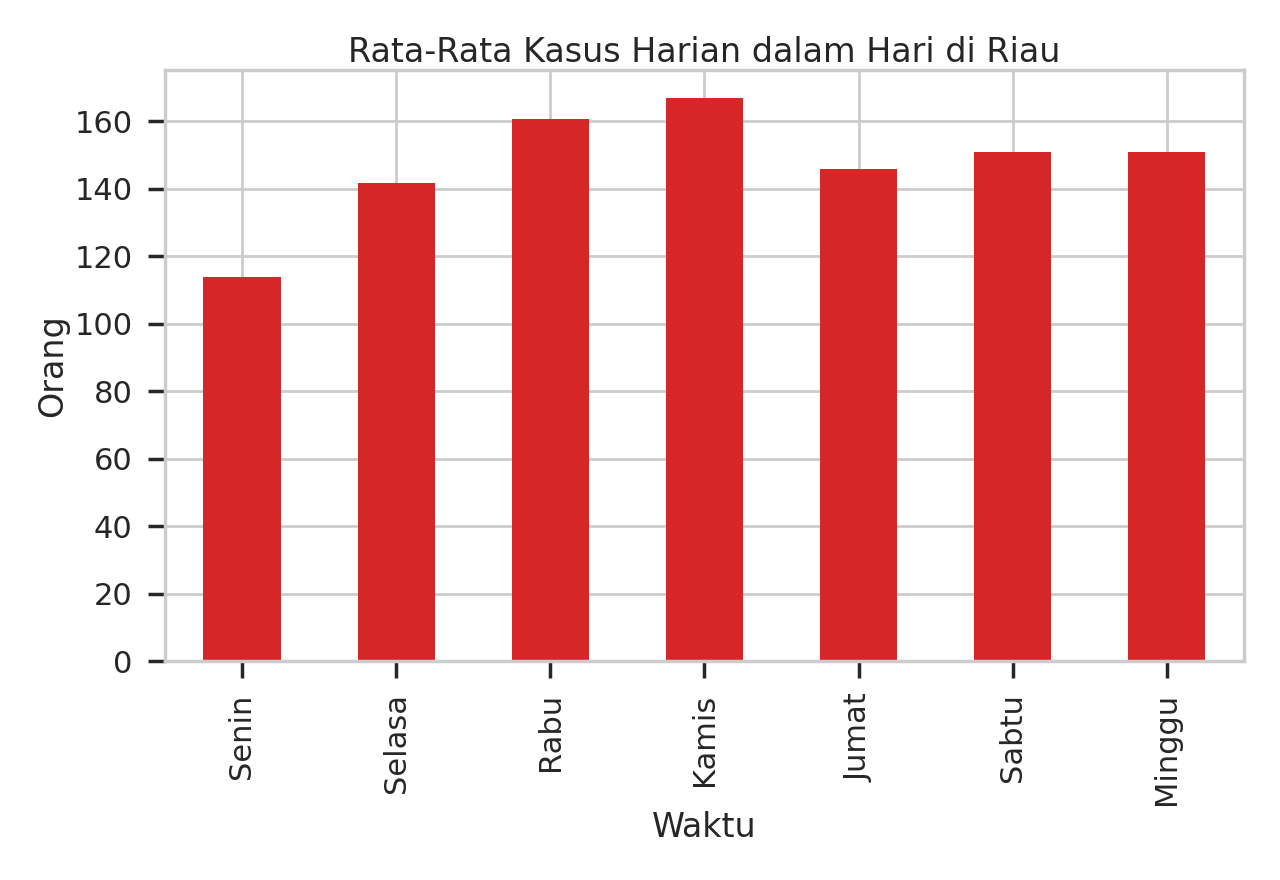 Rata-Rata Kasus Harian dalam Hari di Riau
Orang
160
140
120
100
80
60
40
20
0
Senin
Selasa
Rabu
Kamis
Jumat
Sabtu
Minggu
Waktu